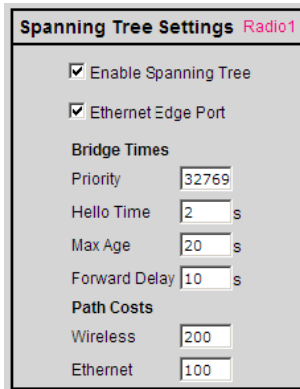 Spanning Tree Settings Radio1
Enable Spanning Tree
Ethernet Edge Port
Bridge Times
Priority 32769
Hello Time 2 s
Max Age 20 s
Forward Delay 10 s
Path Costs
Wireless 200
Ethernet 100